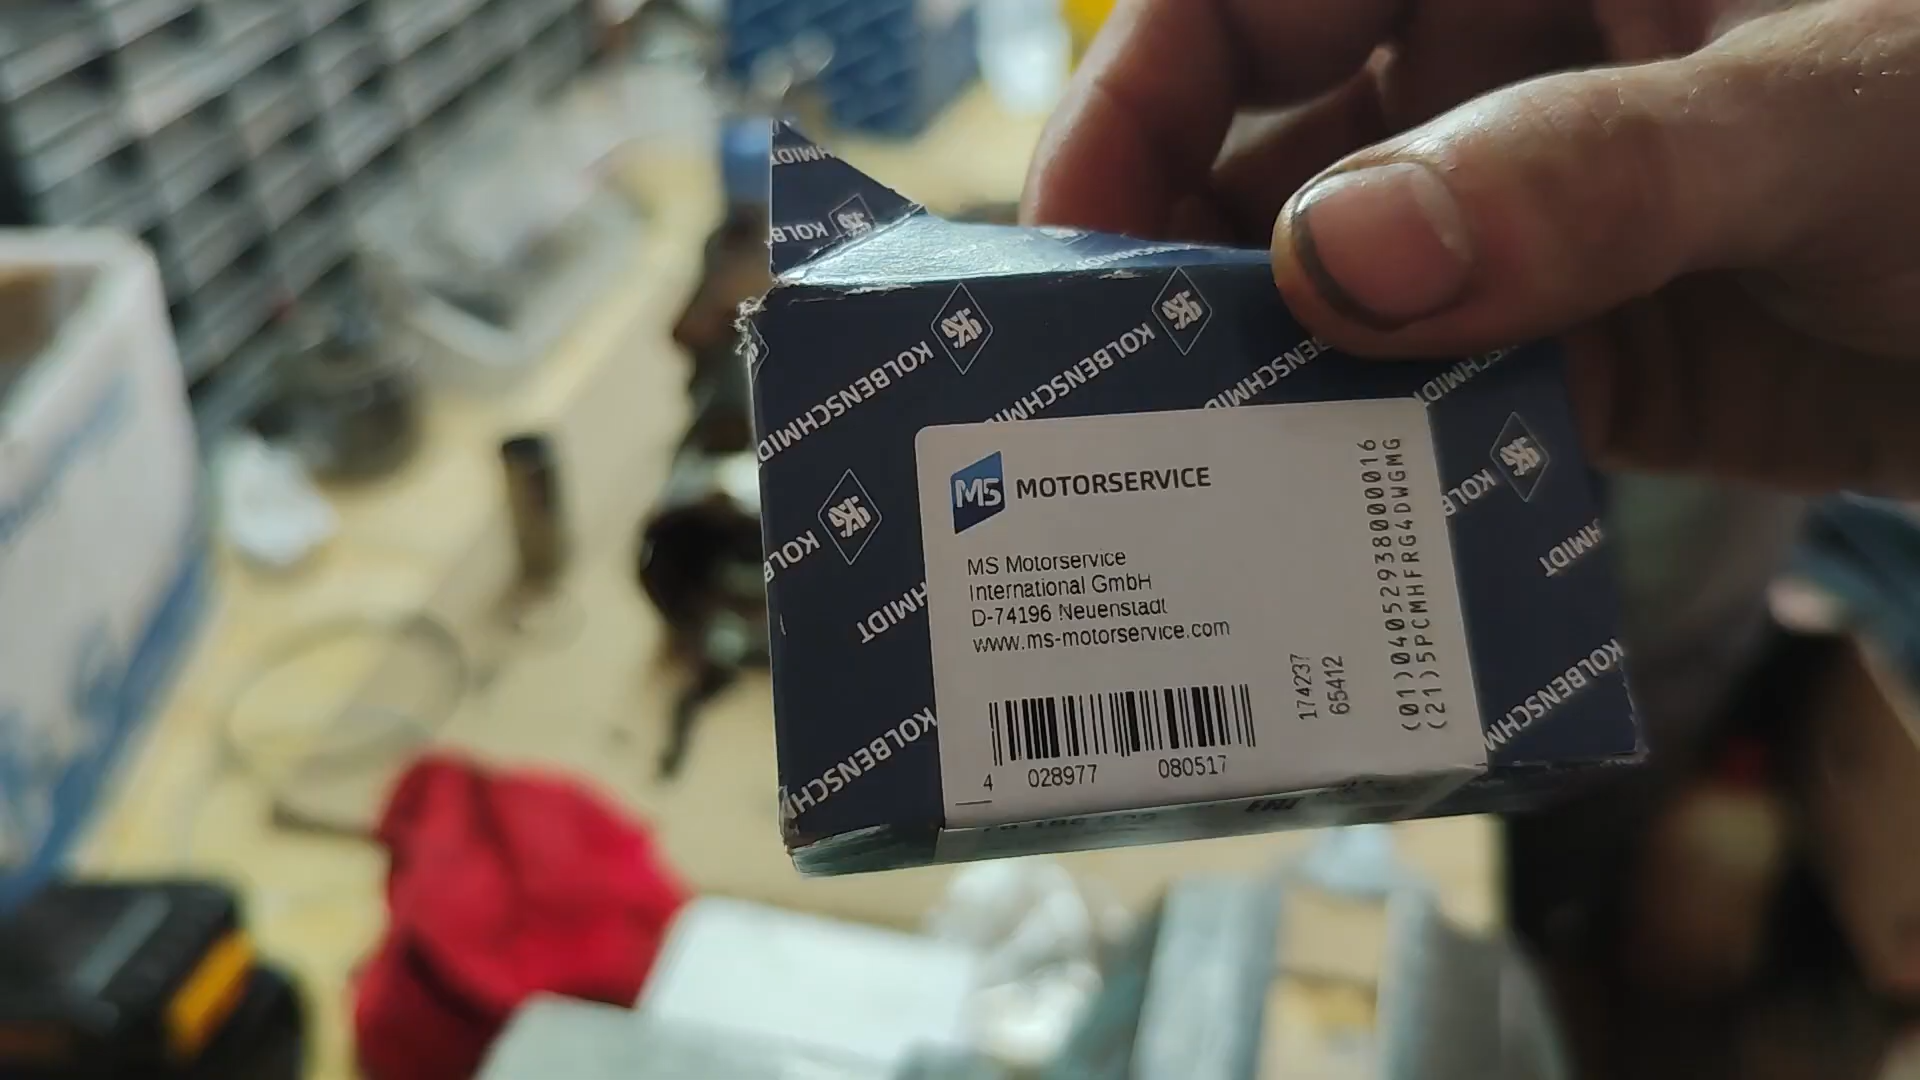 KOLBENSCHMIDT
KOLBENSCHMIDT
MS MOTORSERVICE
MS Motorservice
International GmbH
D-74196 Neuenstadt
www.ms-motorservice.com
4 028977 080517
174237
65412
(01)04052938000016
(21)5PCMHFRG4DWGMG
KOLBENSCHM